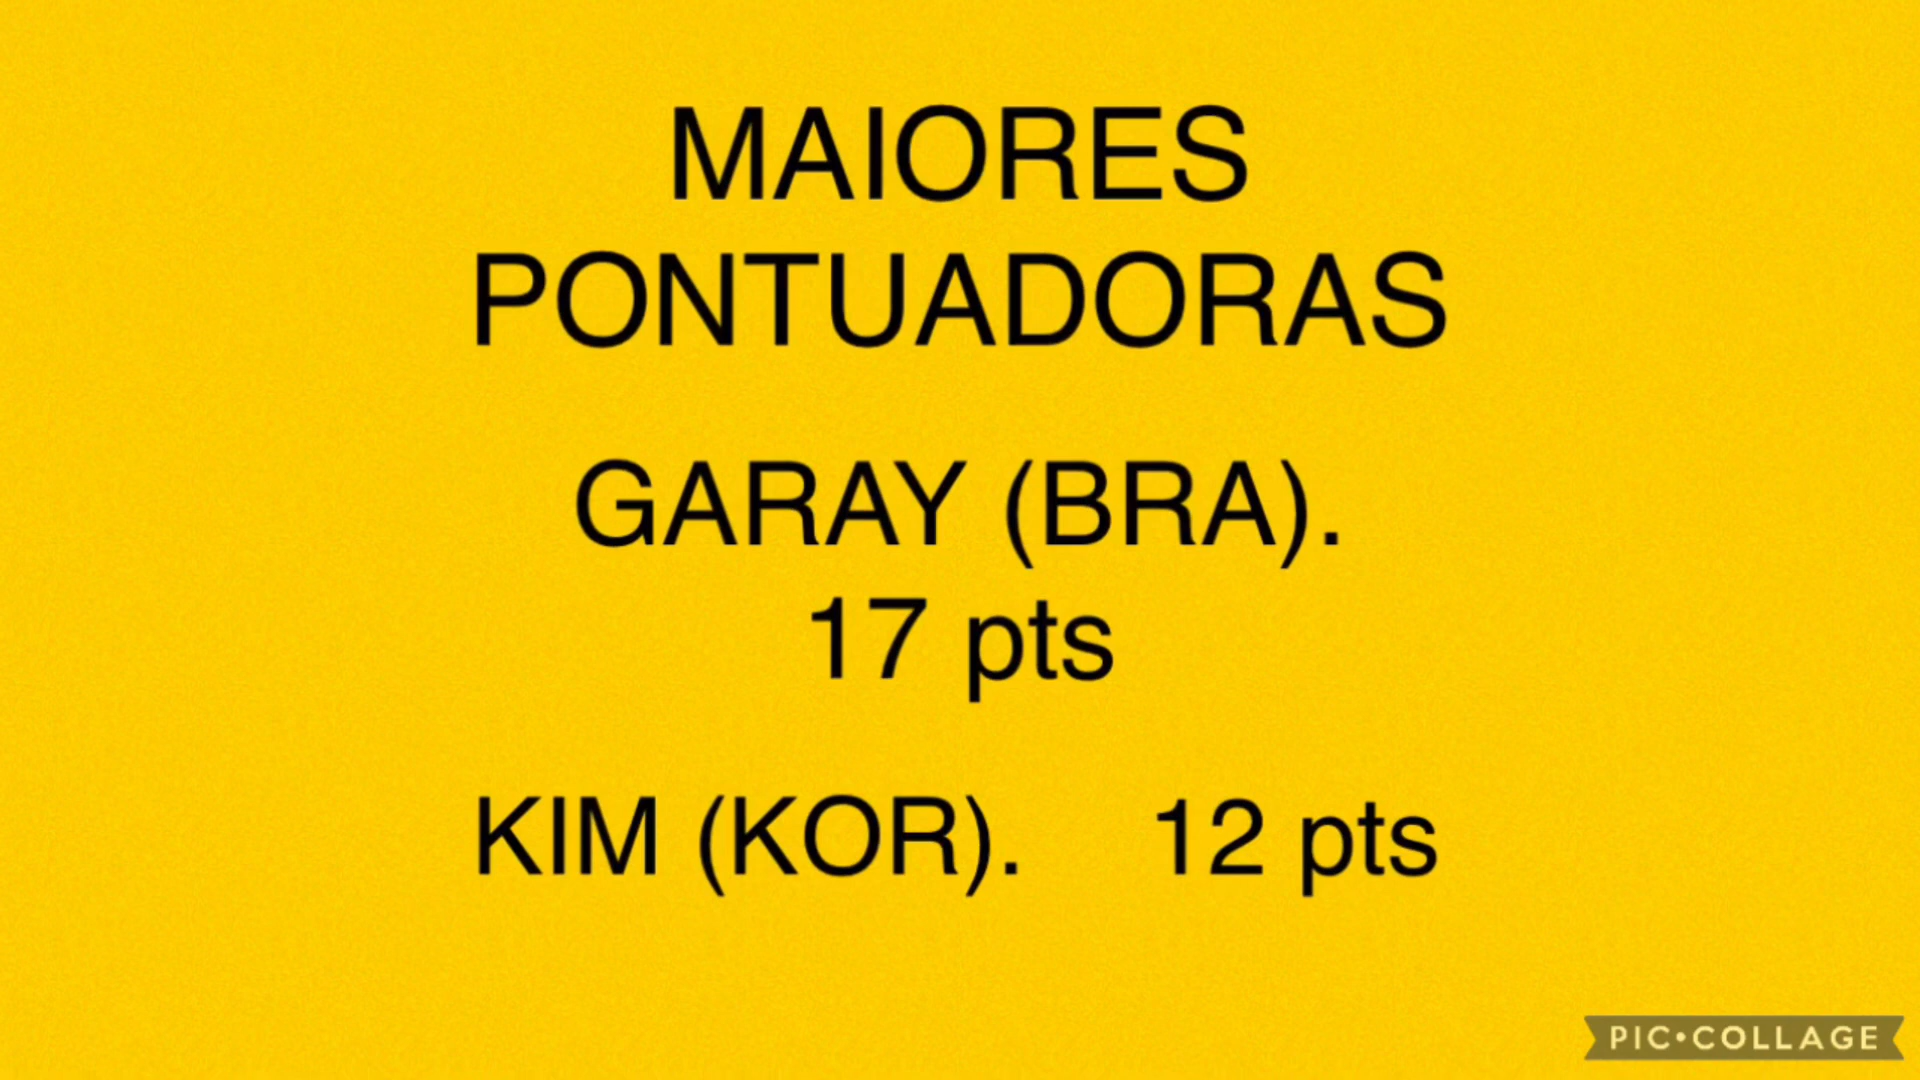 MAIORES
PONTUADORAS
GARAY (BRA).
17 pts
KIM (KOR). 12 pts
PIC•COLLAGE